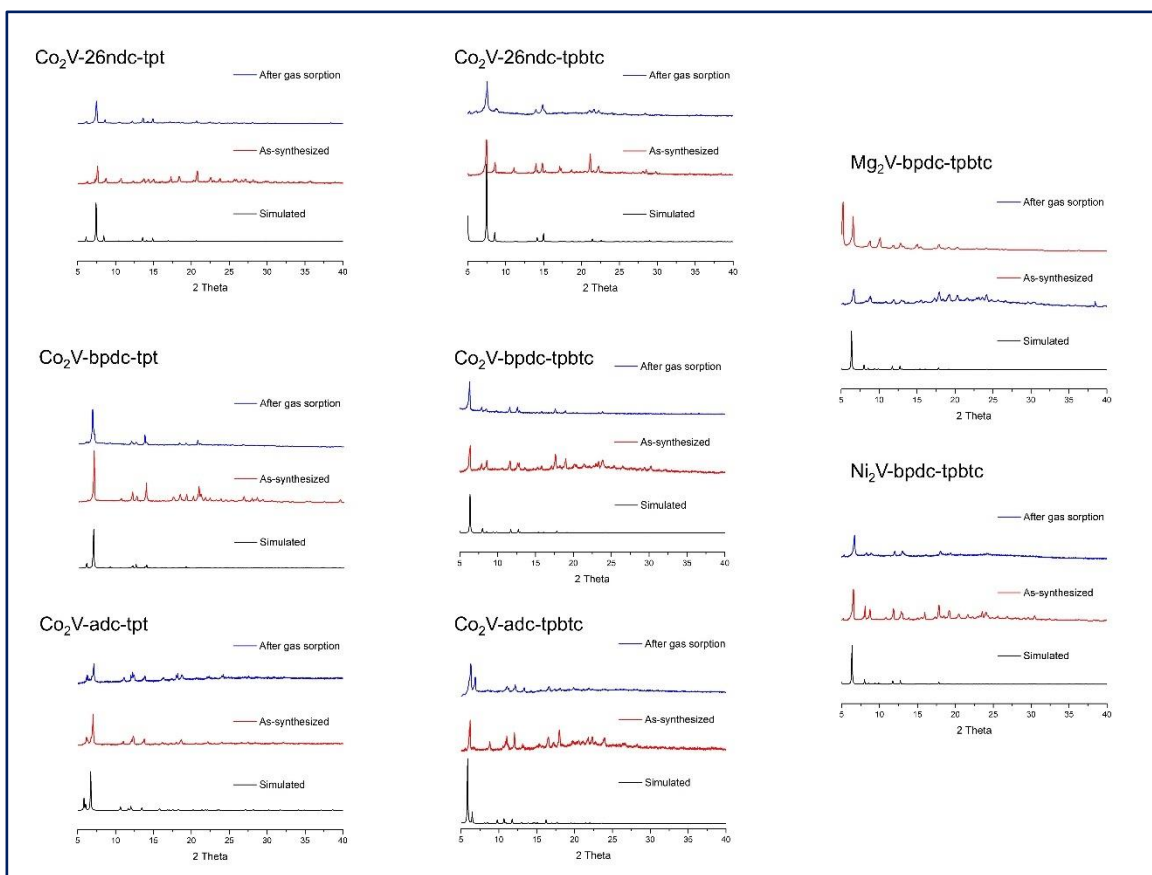 Co₂V-26ndc-tpt
After gas sorption
As-synthesized
Simulated
5 10 15 20 25 30 35 40
2 Theta
Co₂V-26ndc-tpbtc
After gas sorption
As-synthesized
Simulated
5 10 15 20 25 30 35 40
2 Theta
Mg₂V-bpdc-tpbtc
After gas sorption
As-synthesized
Simulated
5 10 15 20 25 30 35 40
2 Theta
Co₂V-bpdc-tpt
After gas sorption
As-synthesized
Simulated
5 10 15 20 25 30 35 40
2 Theta
Co₂V-bpdc-tpbtc
After gas sorption
As-synthesized
Simulated
5 10 15 20 25 30 35 40
2 Theta
Ni₂V-bpdc-tpbtc
After gas sorption
As-synthesized
Simulated
5 10 15 20 25 30 35 40
2 Theta
Co₂V-adc-tpt
After gas sorption
As-synthesized
Simulated
5 10 15 20 25 30 35 40
2 Theta
Co₂V-adc-tpbtc
After gas sorption
As-synthesized
Simulated
5 10 15 20 25 30 35 40
2 Theta